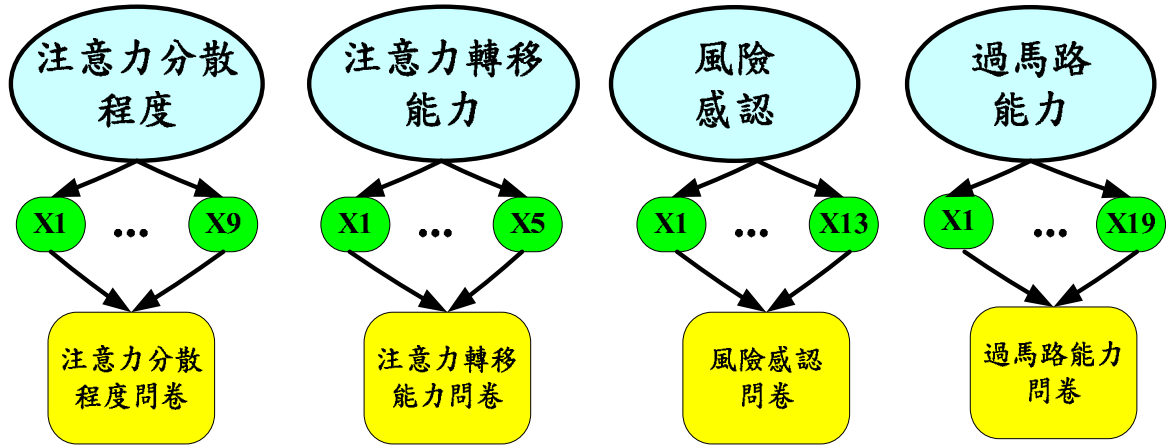 注意力分散
程度
注意力轉移
能力
風險
感認
過馬路
能力
X1 ... X9
X1 ... X5
X1 ... X13
X1 ... X19
注意力分散
程度問卷
注意力轉移
能力問卷
風險感認
問卷
過馬路能力
問卷